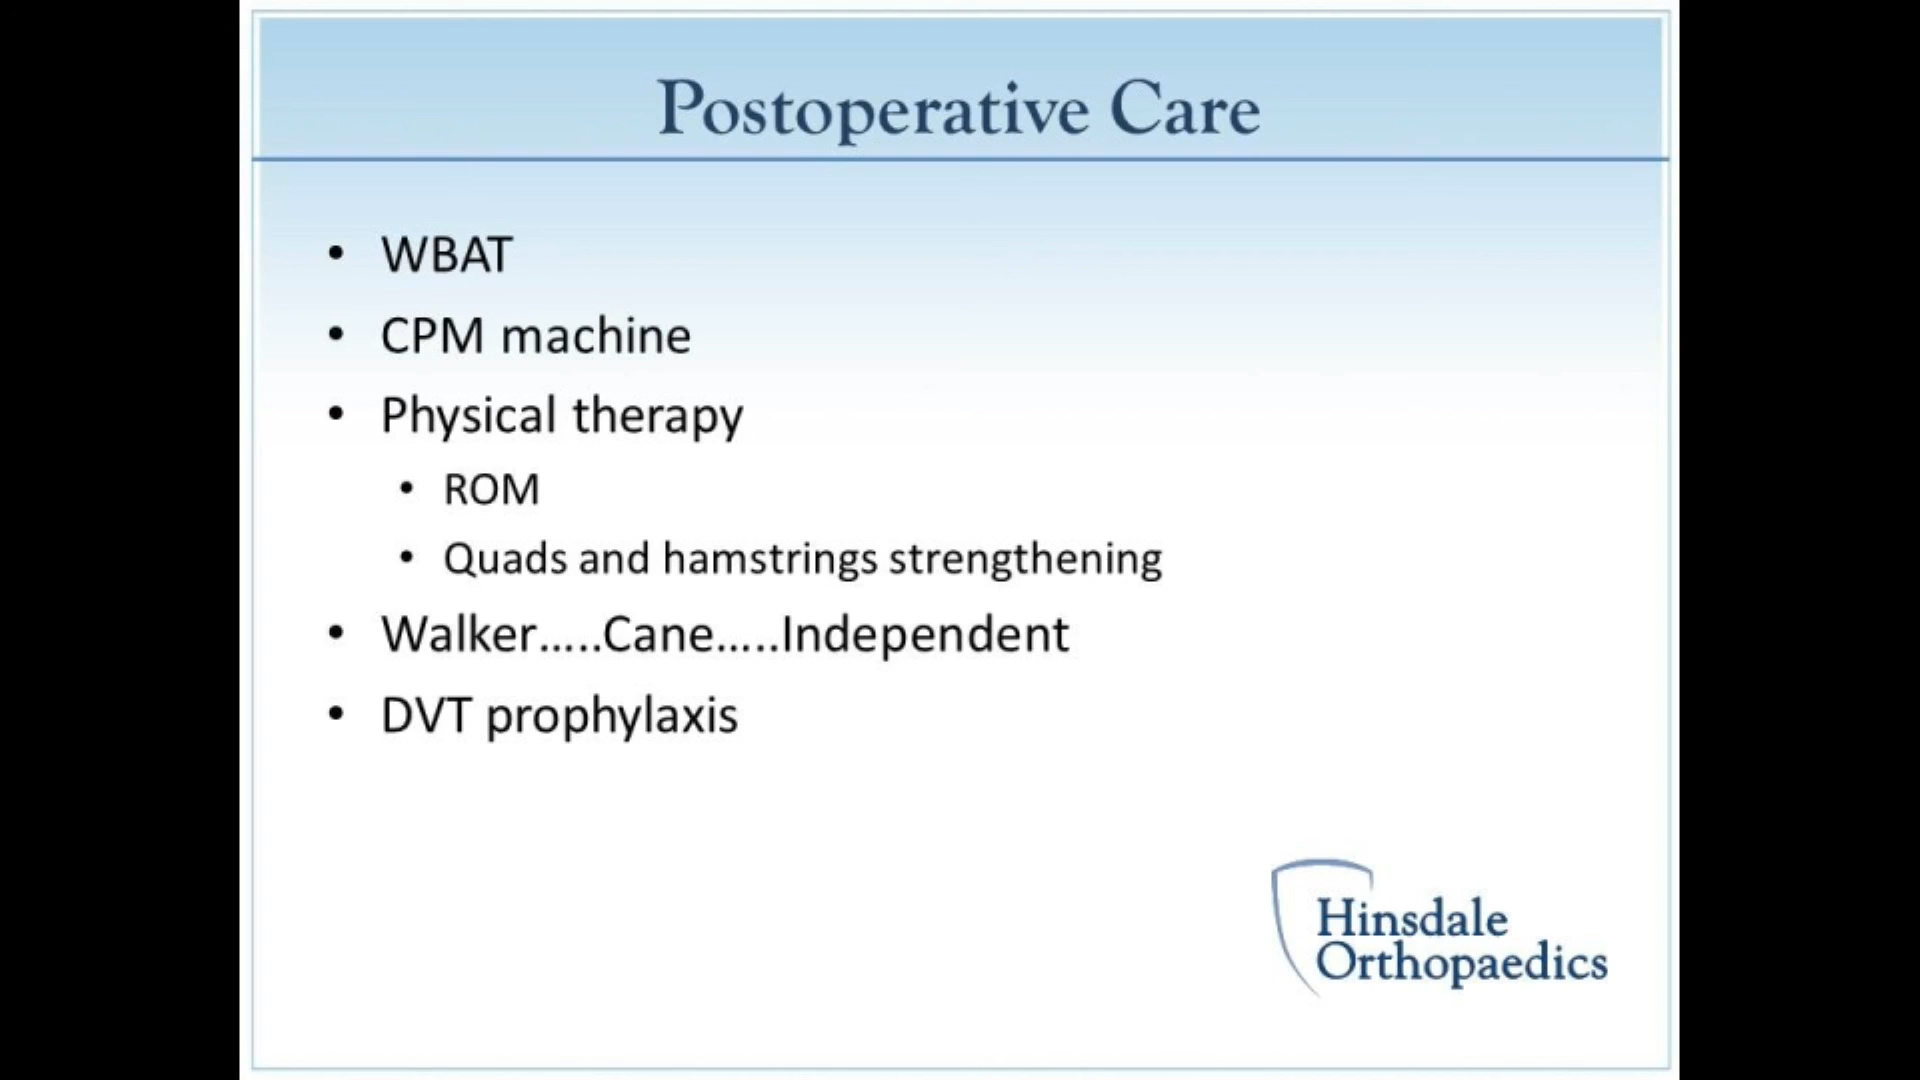 Postoperative Care
• WBAT
• CPM machine
• Physical therapy
• ROM
• Quads and hamstrings strengthening
• Walker.....Cane.....Independent
• DVT prophylaxis
Hinsdale
Orthopaedics